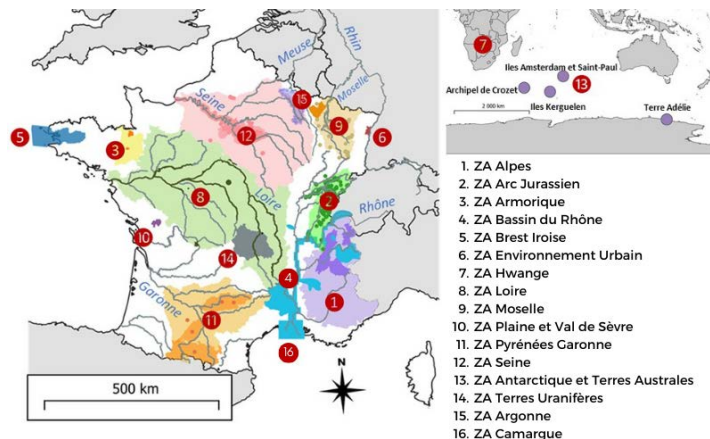 Meuse
Rhin
Moselle
Seine
Loire
Rhône
Garonne
15
12
9
5
3
6
8
2
10
14
4
1
11
16
N
500 km
7
Iles Amsterdam et Saint-Paul
13
Archipel de Crozet
2 000 km
Iles Kerguelen
Terre Adélie
1. ZA Alpes
2. ZA Arc Jurassien
3. ZA Armorique
4. ZA Bassin du Rhône
5. ZA Brest Iroise
6. ZA Environnement Urbain
7. ZA Hwange
8. ZA Loire
9. ZA Moselle
10. ZA Plaine et Val de Sèvre
11. ZA Pyrénées Garonne
12. ZA Seine
13. ZA Antarctique et Terres Australes
14. ZA Terres Uranifères
15. ZA Argonne
16. ZA Camargue